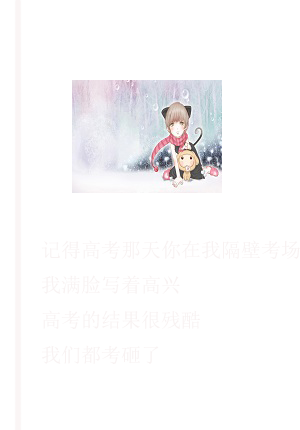 记得高考那天你在我隔壁考场
我满脸写着高兴
高考的结果很残酷
我们都考砸了